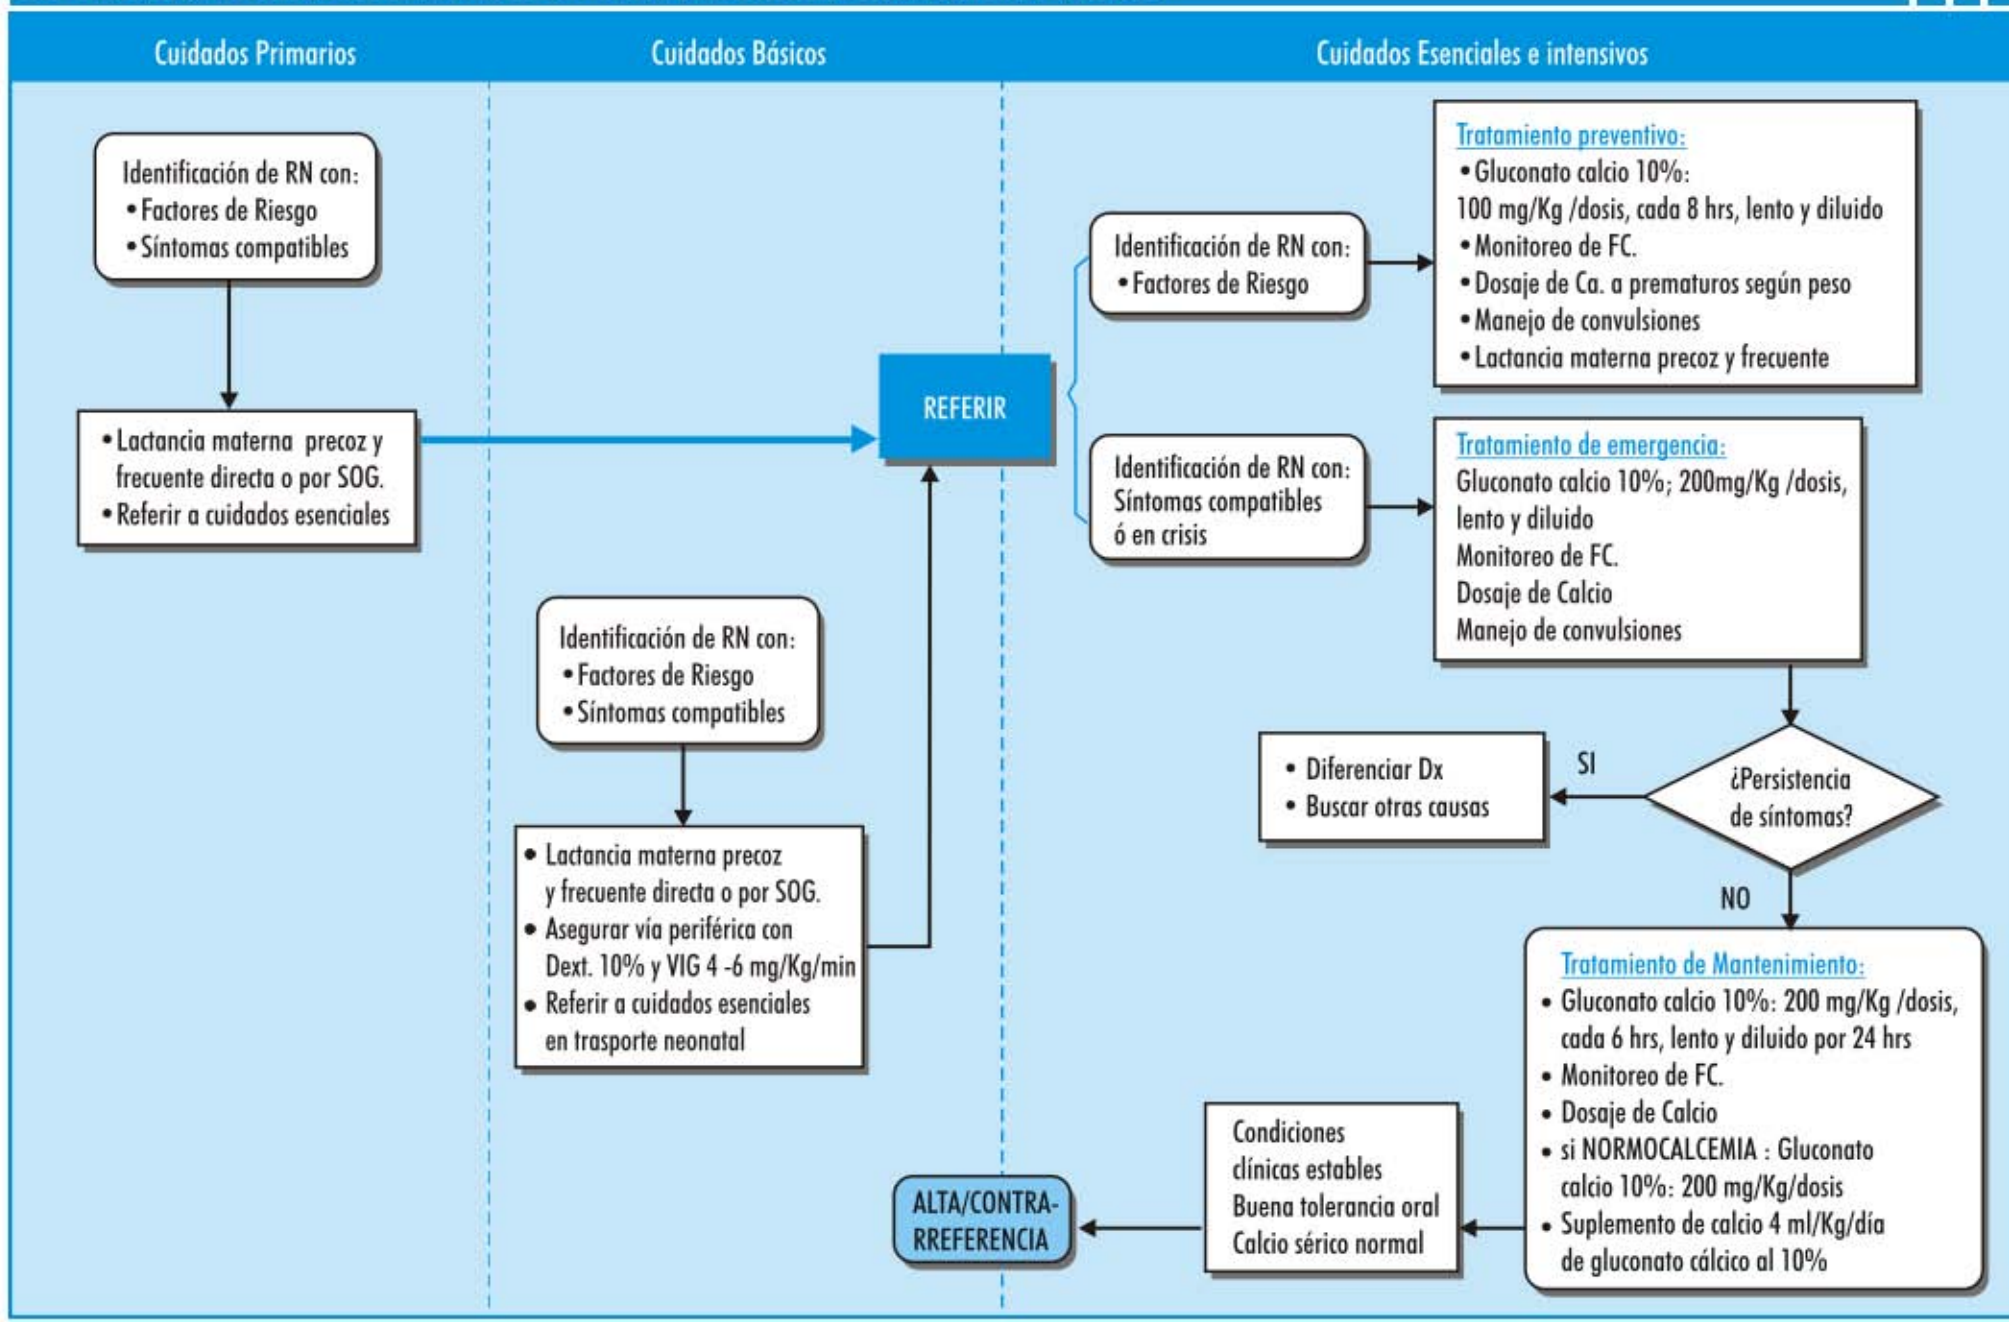 Cuidados Primarios
Cuidados Básicos
Cuidados Esenciales e intensivos
Identificación de RN con:
• Factores de Riesgo
• Síntomas compatibles
• Lactancia materna precoz y
frecuente directa o por SOG.
• Referir a cuidados esenciales
Identificación de RN con:
• Factores de Riesgo
• Síntomas compatibles
• Lactancia materna precoz
y frecuente directa o por SOG.
• Asegurar vía periférica con
Dext. 10% y VIG 4 -6 mg/Kg/min
• Referir a cuidados esenciales
en trasporte neonatal
REFERIR
Identificación de RN con:
• Factores de Riesgo
Tratamiento preventivo:
• Gluconato calcio 10%:
100 mg/Kg /dosis, cada 8 hrs, lento y diluido
• Monitoreo de FC.
• Dosaje de Ca. a prematuros según peso
• Manejo de convulsiones
• Lactancia materna precoz y frecuente
Identificación de RN con:
Síntomas compatibles
ó en crisis
Tratamiento de emergencia:
Gluconato calcio 10%; 200mg/Kg /dosis,
lento y diluido
Monitoreo de FC.
Dosaje de Calcio
Manejo de convulsiones
¿Persistencia
de síntomas?
SI
• Diferenciar Dx
• Buscar otras causas
NO
Tratamiento de Mantenimiento:
• Gluconato calcio 10%: 200 mg/Kg /dosis,
cada 6 hrs, lento y diluido por 24 hrs
• Monitoreo de FC.
• Dosaje de Calcio
• si NORMOCALCEMIA : Gluconato
calcio 10%: 200 mg/Kg/dosis
• Suplemento de calcio 4 ml/Kg/día
de gluconato cálcico al 10%
Condiciones
clínicas estables
Buena tolerancia oral
Calcio sérico normal
ALTA/CONTRA-
RREFERENCIA